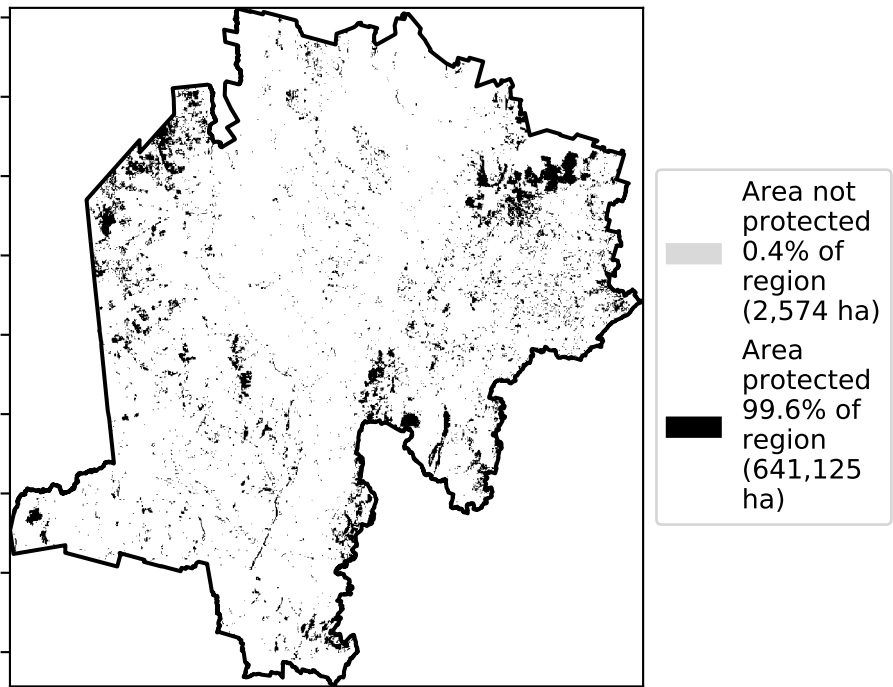 Area not
protected
0.4% of
region
(2,574 ha)
Area
protected
99.6% of
region
(641,125
ha)